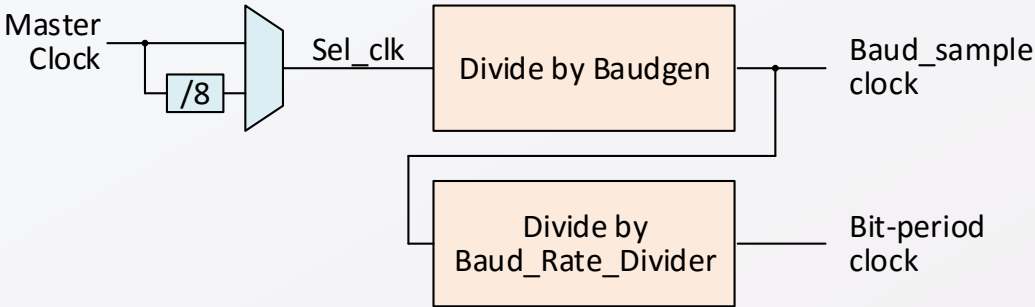 Master
Clock
/8
Sel_clk
Divide by Baudgen
Baud_sample
clock
Divide by
Baud_Rate_Divider
Bit-period
clock